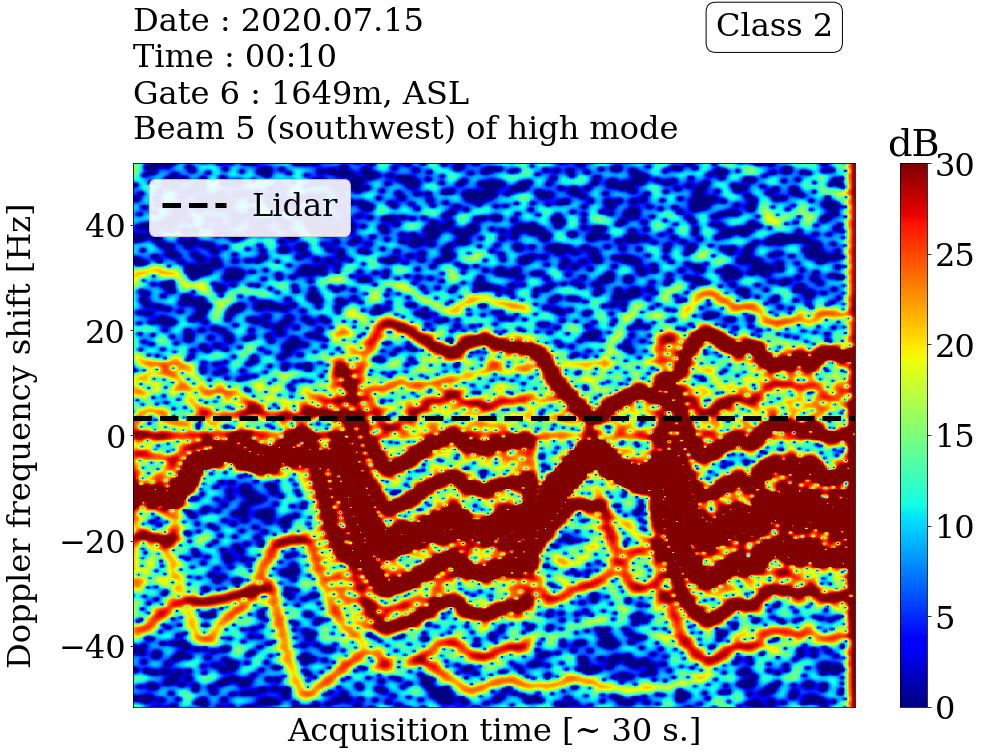 Date : 2020.07.15
Time : 00:10
Gate 6 : 1649m, ASL
Beam 5 (southwest) of high mode
Class 2
dB
Lidar
Doppler frequency shift [Hz]
40
20
0
−20
−40
30
25
20
15
10
5
0
Acquisition time [~ 30 s.]